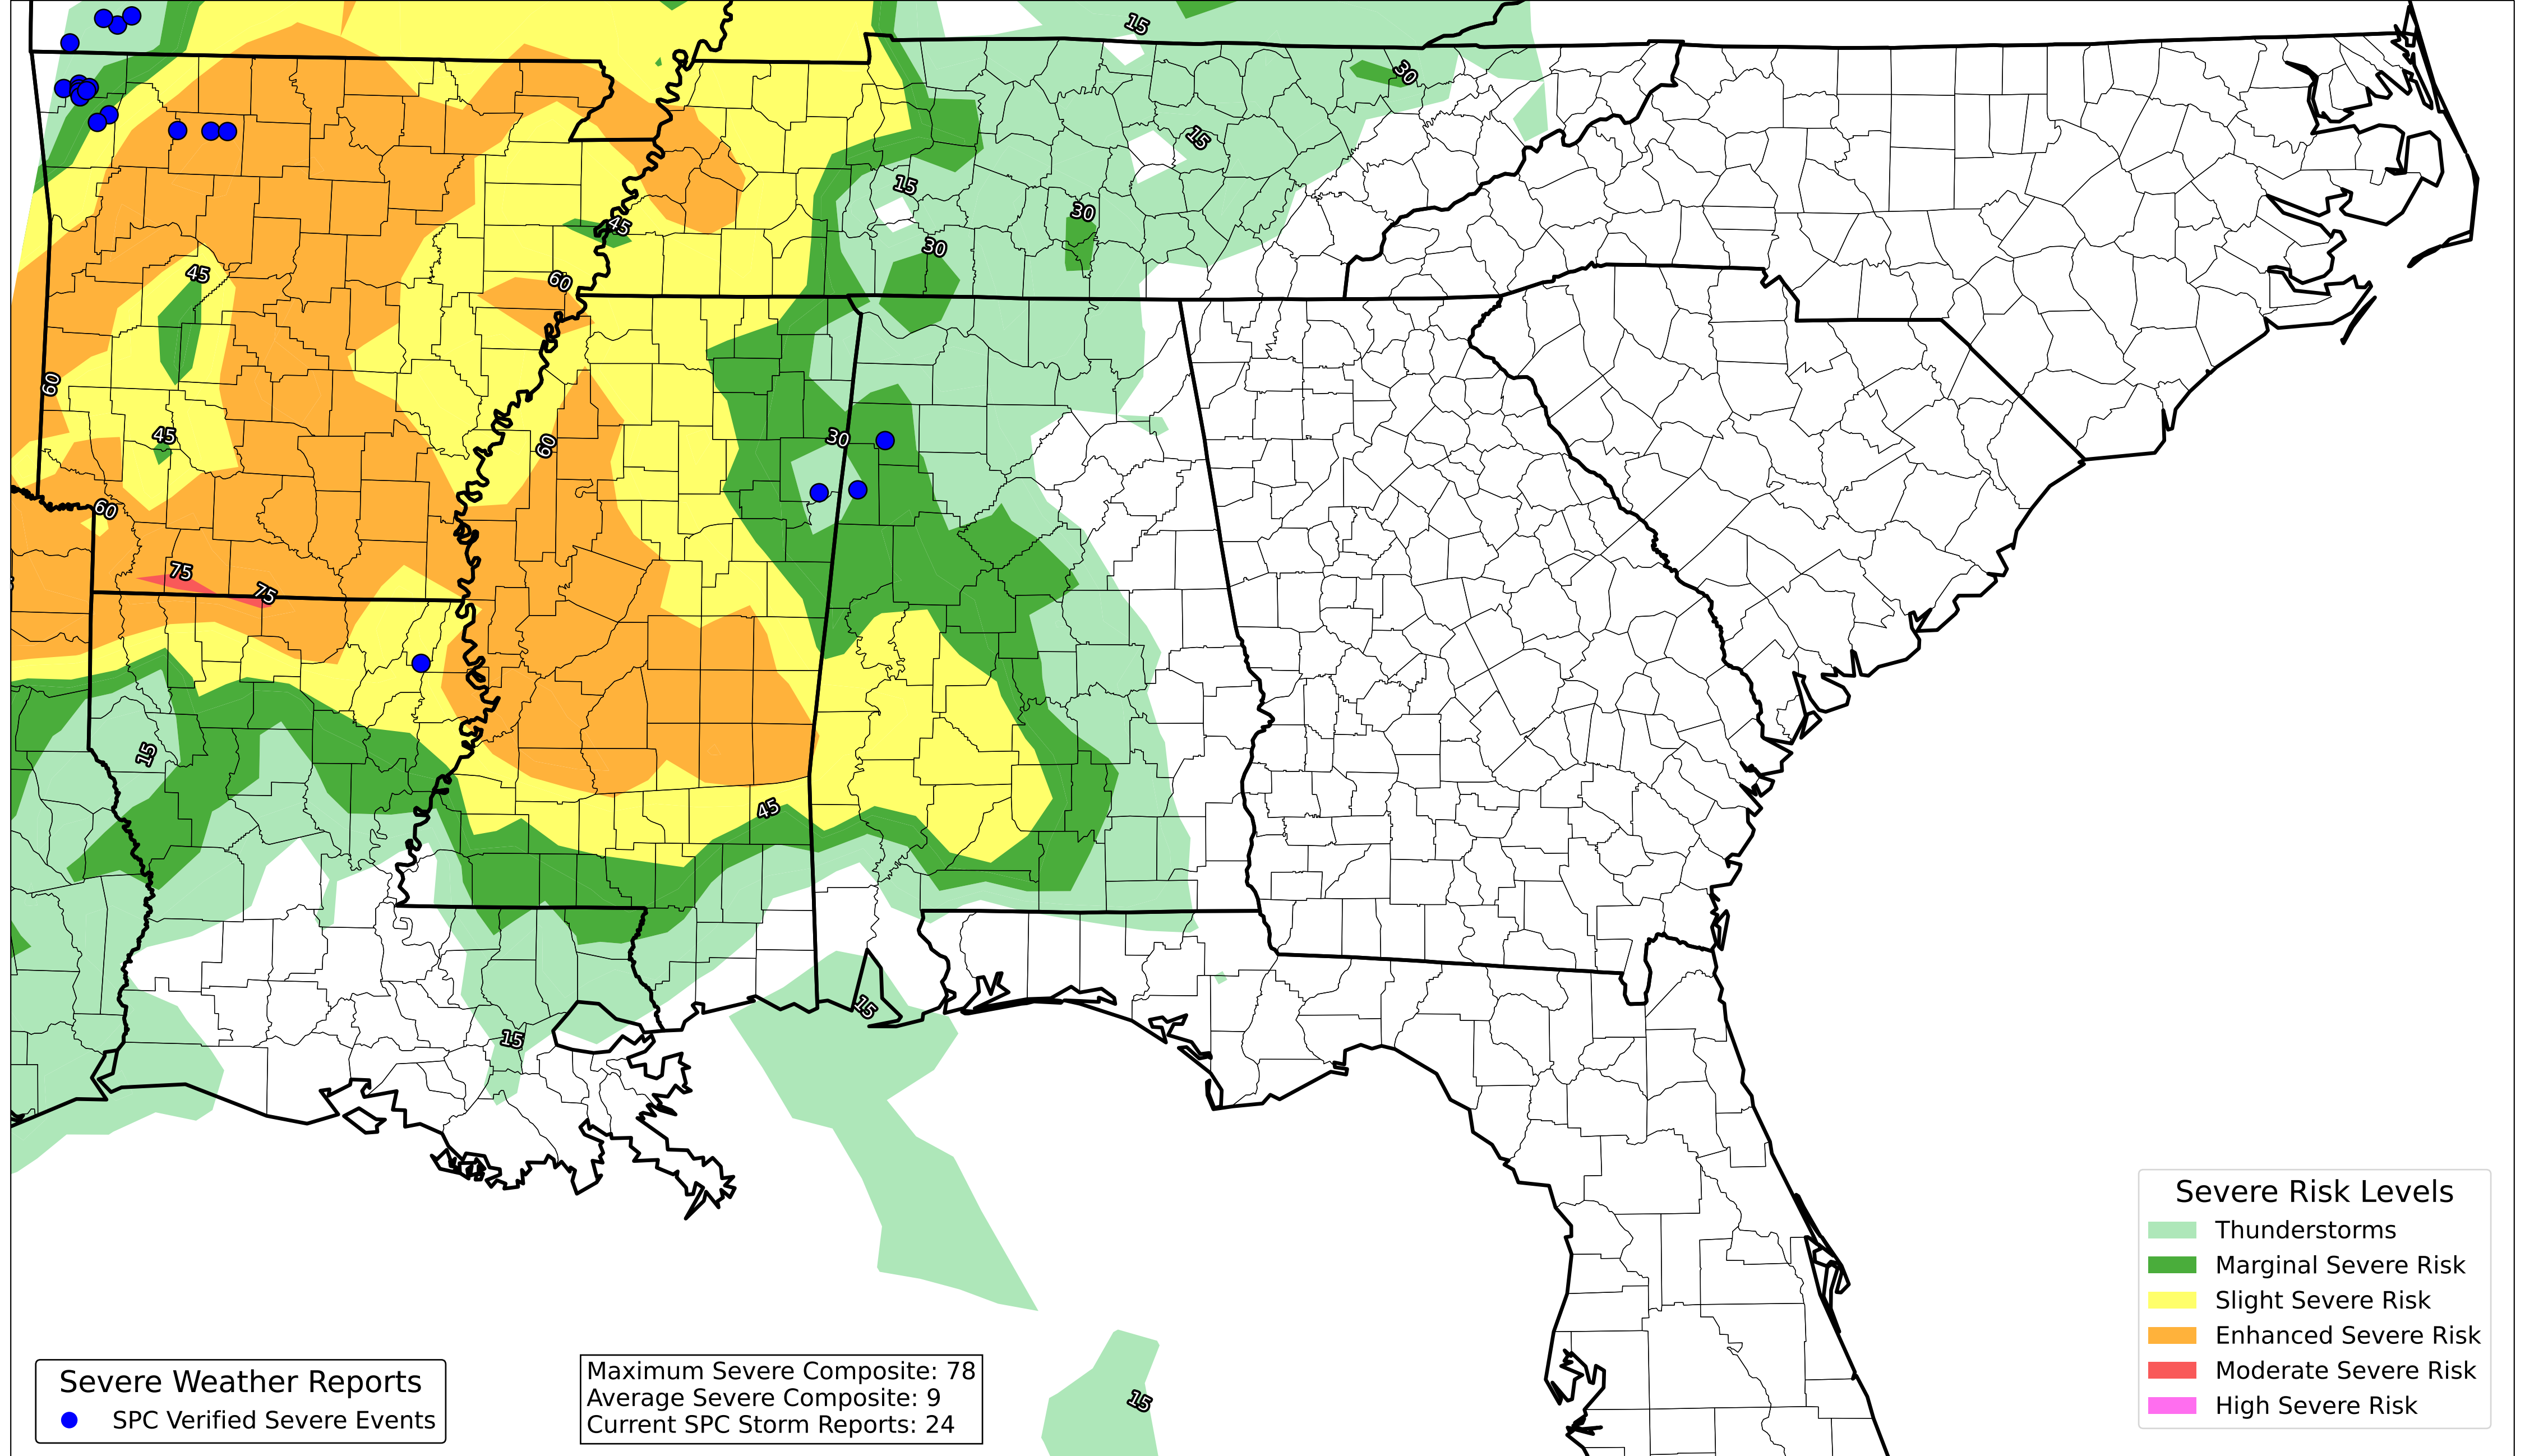 15
30
15
15
30
30
45
45
60
60
30
45
60
60
75
75
15
45
15
15
15
Severe Risk Levels
Thunderstorms
Marginal Severe Risk
Slight Severe Risk
Enhanced Severe Risk
Moderate Severe Risk
High Severe Risk
Severe Weather Reports
SPC Verified Severe Events
Maximum Severe Composite: 78
Average Severe Composite: 9
Current SPC Storm Reports: 24